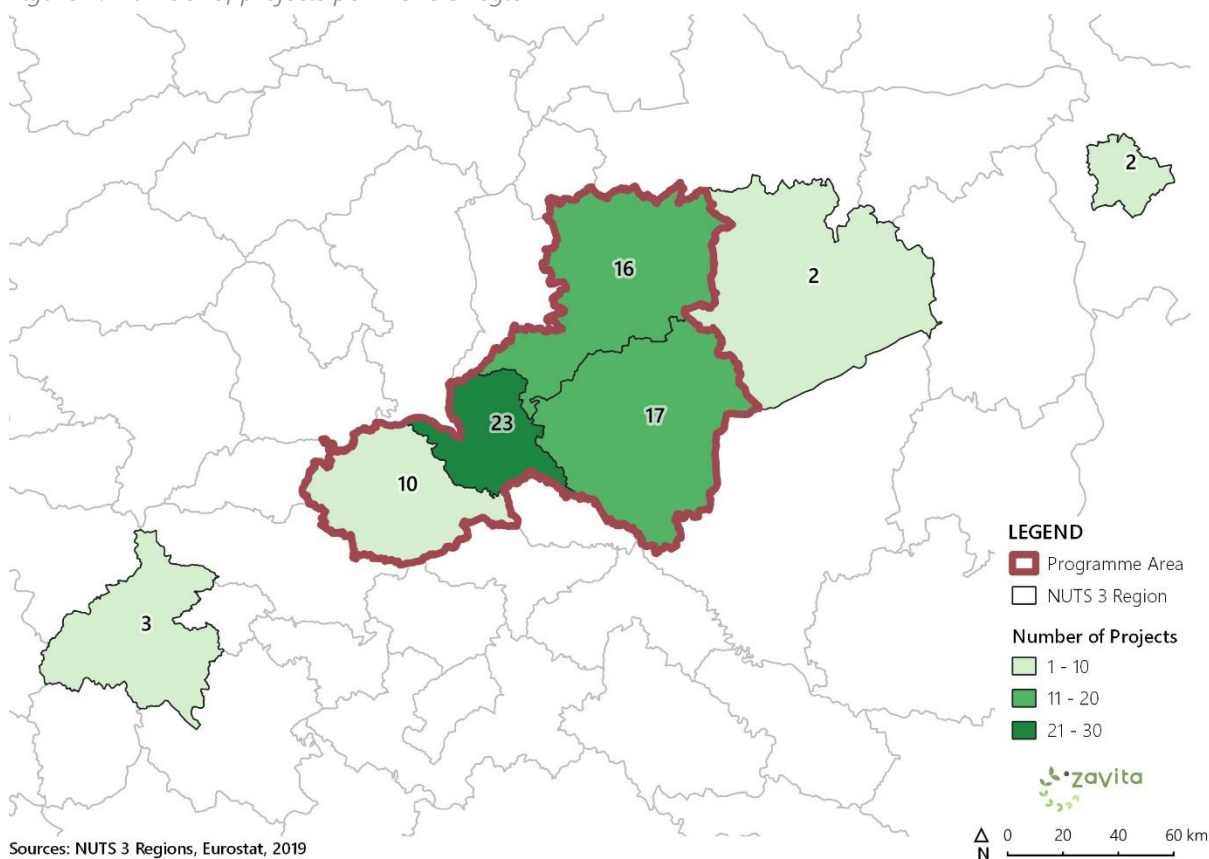 2
16
2
23
17
10
3
LEGEND
Programme Area
NUTS 3 Region
Number of Projects
1 - 10
11 - 20
21 - 30
zavita
Sources: NUTS 3 Regions, Eurostat, 2019
N
0 20 40 60 km